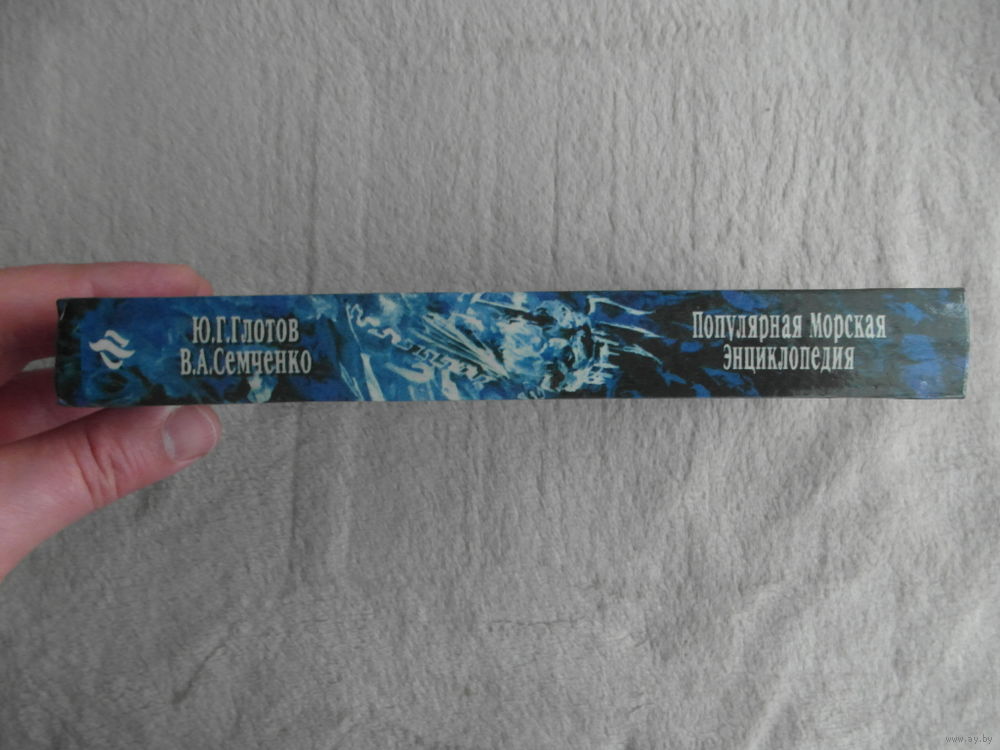 Ю.Г.Глотов
В.А.Семченко
Популярная Морская
Энциклопедия
www.ay.by